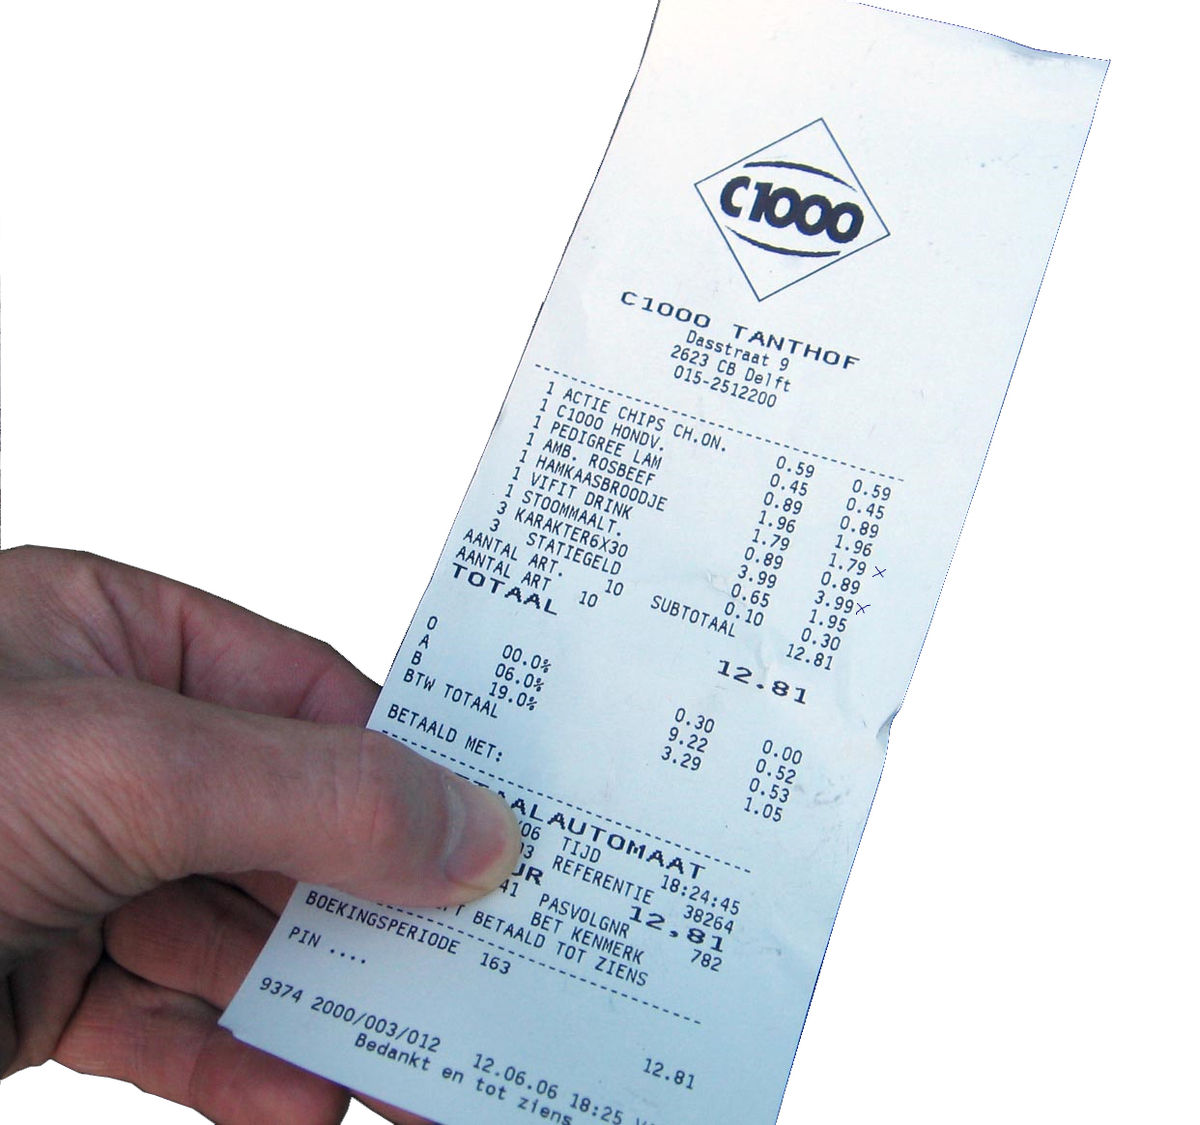 C1000
C1000 TANTHOF
Dasstraat 9
2623 CB Delft
015-2512200
1 ACTIE CHIPS CH.ON. 0.59 0.59
1 C1000 HONDV. 0.45 0.45
1 PEDIGREE LAM 0.89 0.89
1 AMB. ROSBEEF 1.96 1.96
1 HAMKAASBROODJE 1.79 1.79 x
1 VIFIT DRINK 0.89 0.89
1 STOOMMAALT. 3.99 3.99 x
3 KARAKTER6X30 0.65 1.95
3 STATIEGELD 0.10 0.30
AANTAL ART. 10 SUBTOTAAL 12.81
AANTAL ART 10
TOTAAL 12.81
0 00.0% 0.30 0.00
A 06.0% 9.22 0.52
B 19.0% 3.29 0.53
BTW TOTAAL 1.05
BETAALD MET:
TAALAUTOMAAT
/06 TIJD 18:24:45
03 REFERENTIE 38264
UR 12,81
41 PASVOLGNR 782
BET KENMERK
FT BETAALD TOT ZIENS
BOEKINGSPERIODE 163
PIN .... 12.81
9374 2000/003/012 12.06.06 18:25
Bedankt en tot ziens